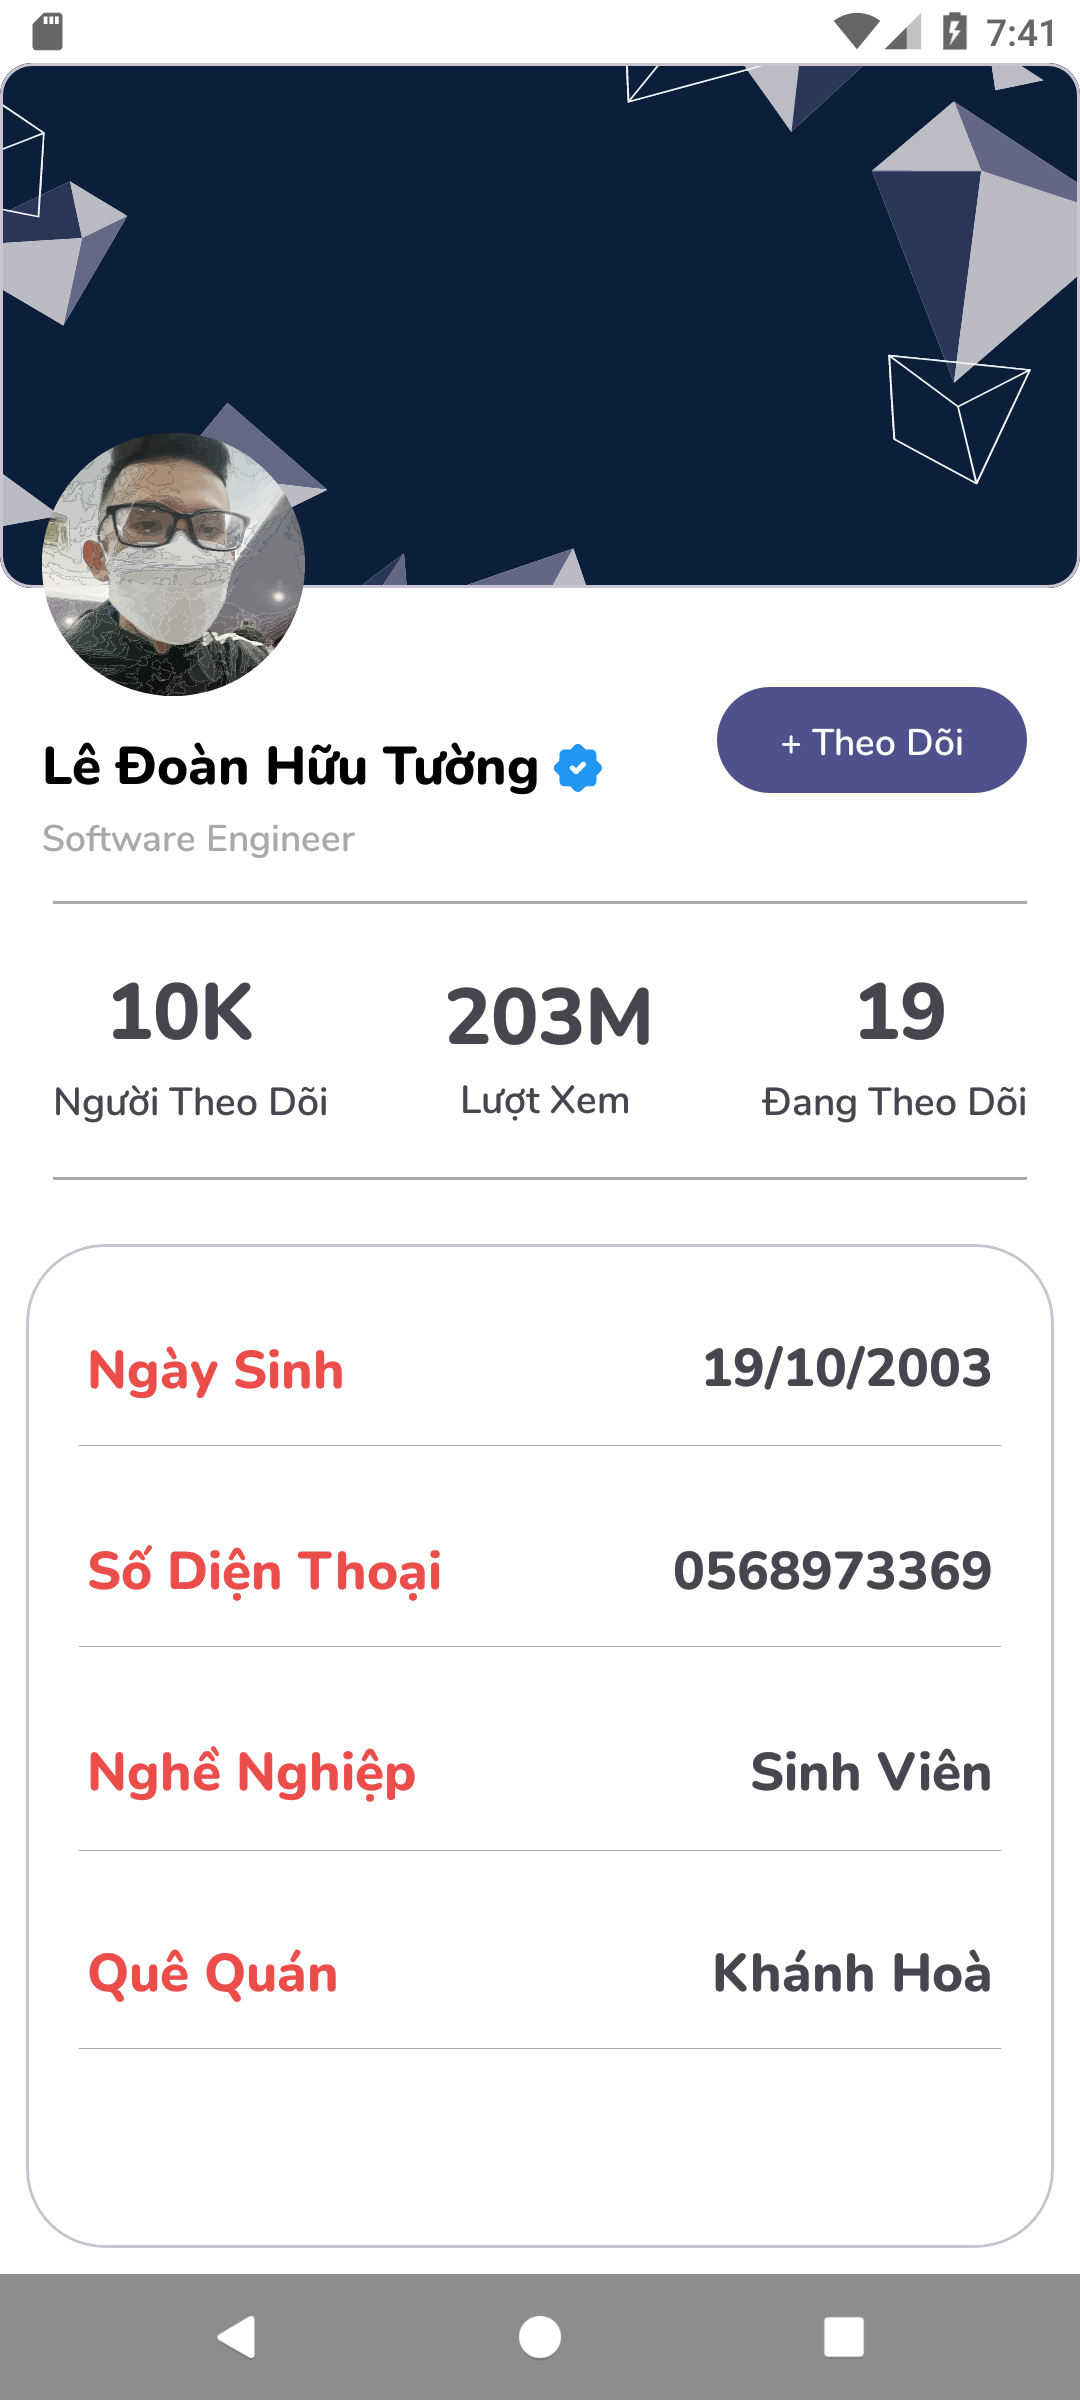 7:41
Lê Đoàn Hữu Tường
+ Theo Dõi
Software Engineer
10K
203M
19
Người Theo Dõi
Lượt Xem
Đang Theo Dõi
Ngày Sinh
19/10/2003
Số Diện Thoại
0568973369
Nghề Nghiệp
Sinh Viên
Quê Quán
Khánh Hoà